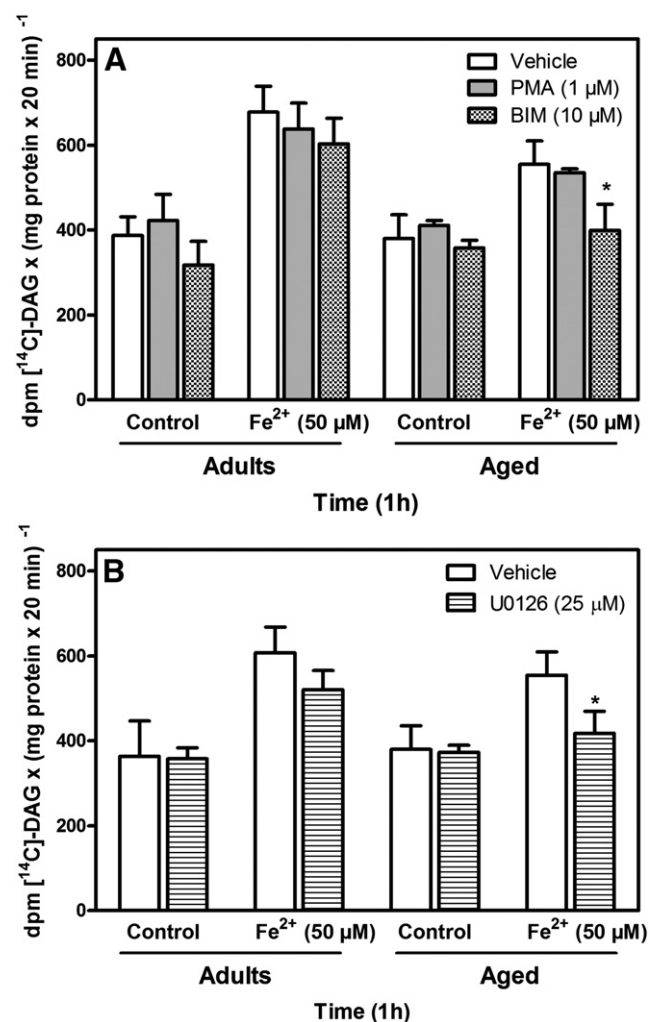 A
dpm [¹⁴C]-DAG x (mg protein x 20 min) ⁻¹
800
600
400
200
0
Vehicle
PMA (1 µM)
BIM (10 µM)
*
Control Fe²⁺ (50 µM) Control Fe²⁺ (50 µM)
Adults Aged
Time (1h)
B
dpm [¹⁴C]-DAG x (mg protein x 20 min) ⁻¹
800
600
400
200
0
Vehicle
U0126 (25 µM)
*
Control Fe²⁺ (50 µM) Control Fe²⁺ (50 µM)
Adults Aged
Time (1h)